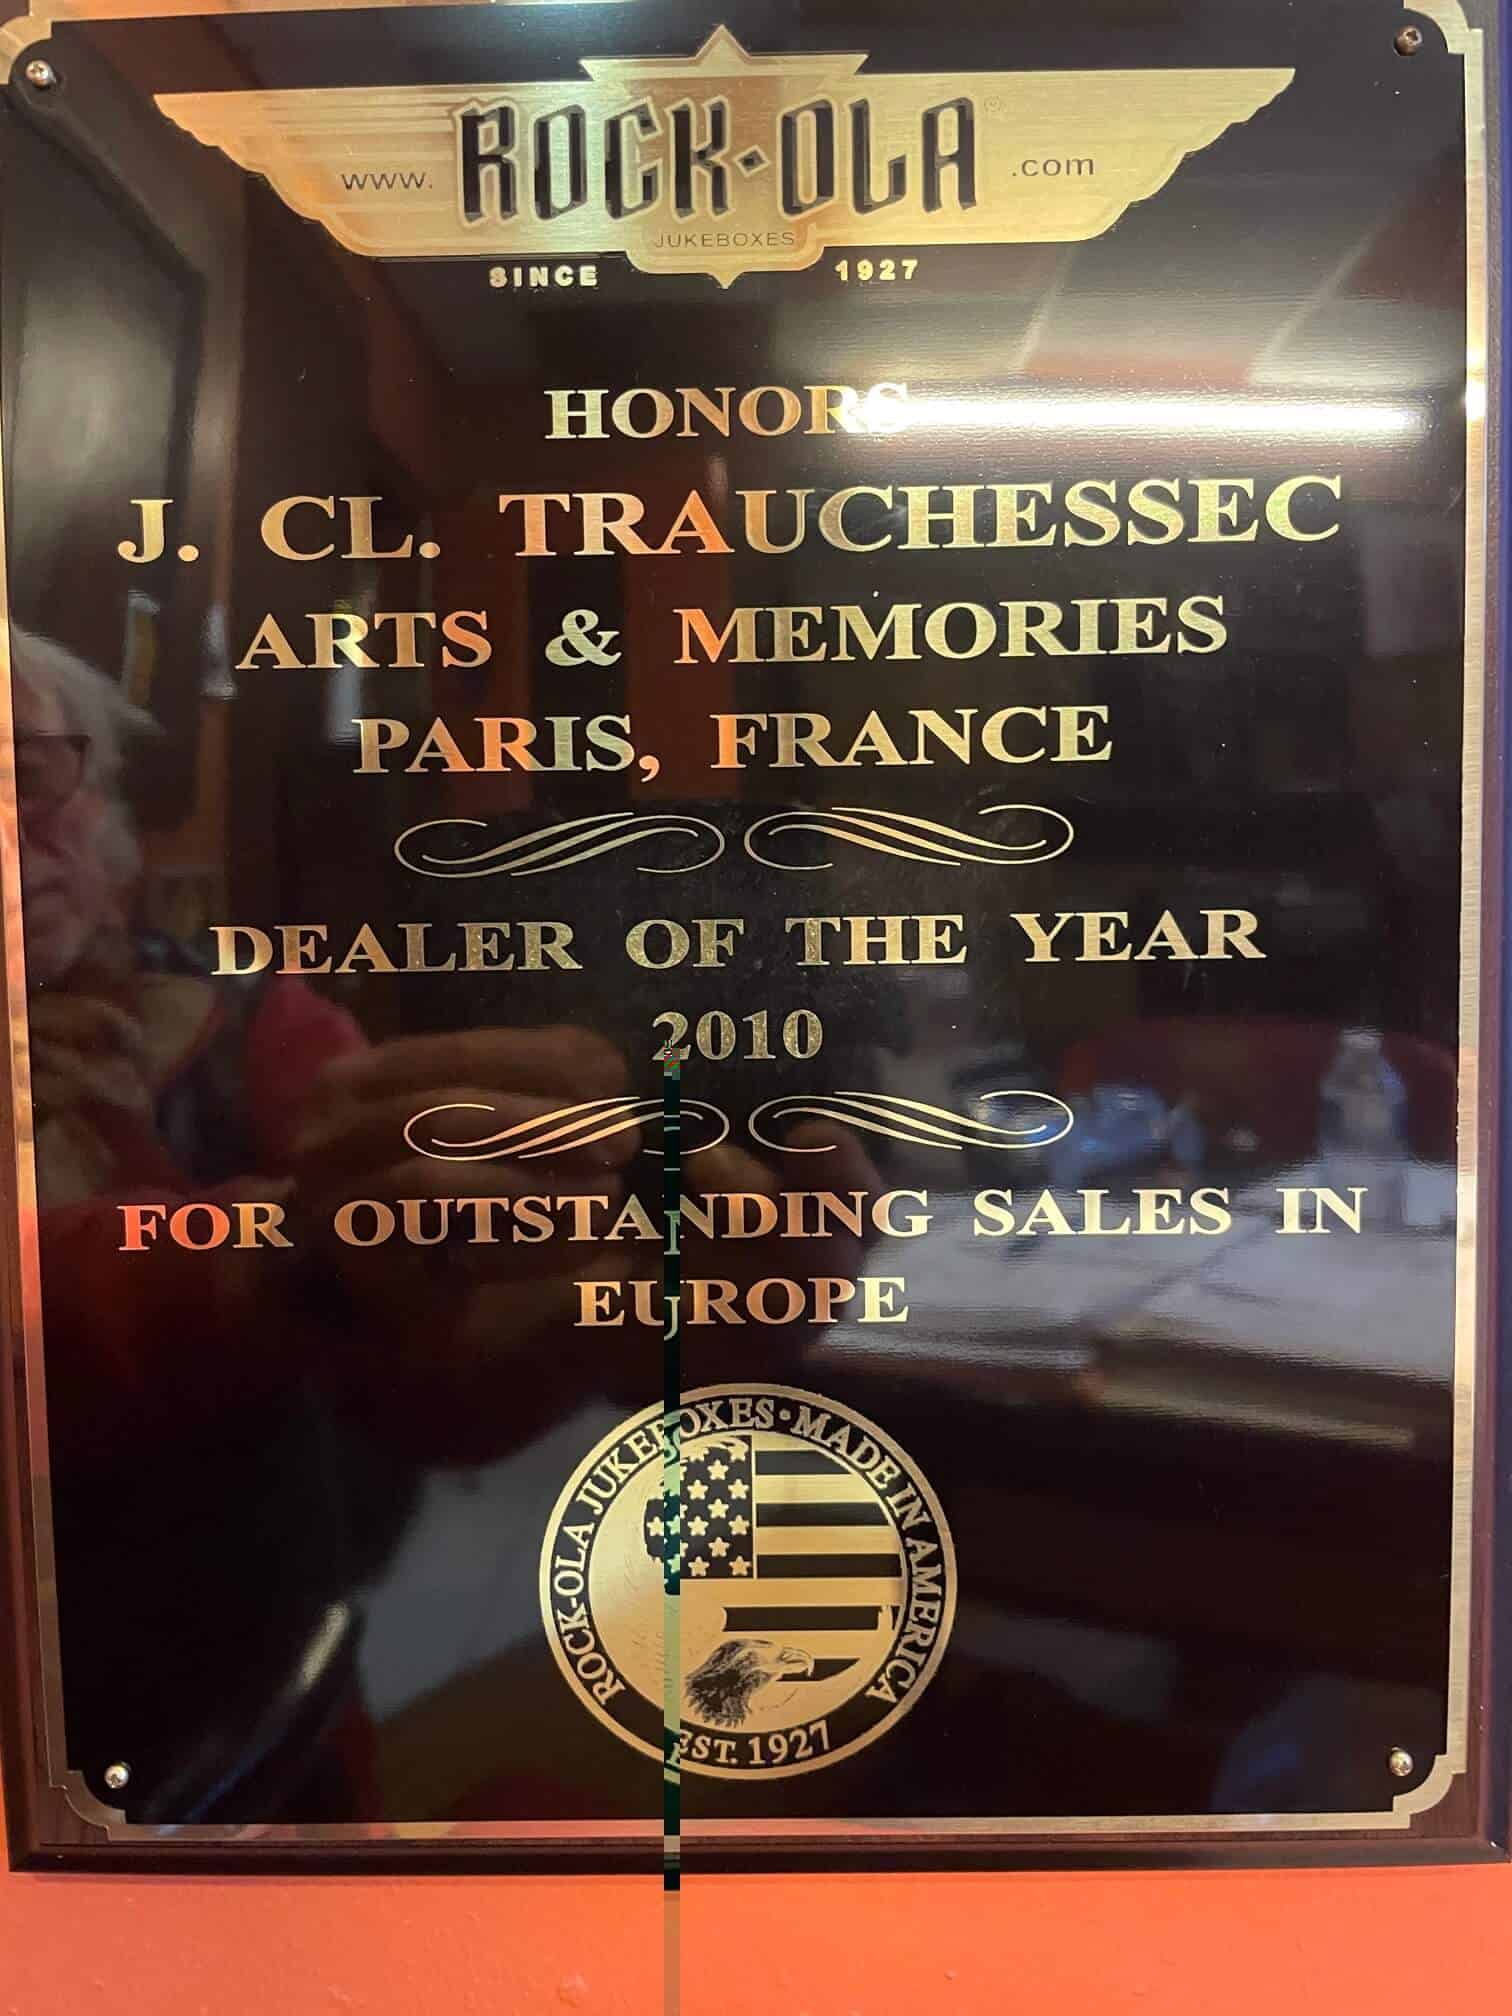 www. ROCK-OLA® .com
JUKEBOXES
SINCE 1927
HONORS
J. CL. TRAUCHESSEC
ARTS & MEMORIES
PARIS, FRANCE
DEALER OF THE YEAR
2010
FOR OUTSTANDING SALES IN
EUROPE
ROCK-OLA JUKEBOXES • MADE IN AMERICA
EST. 1927